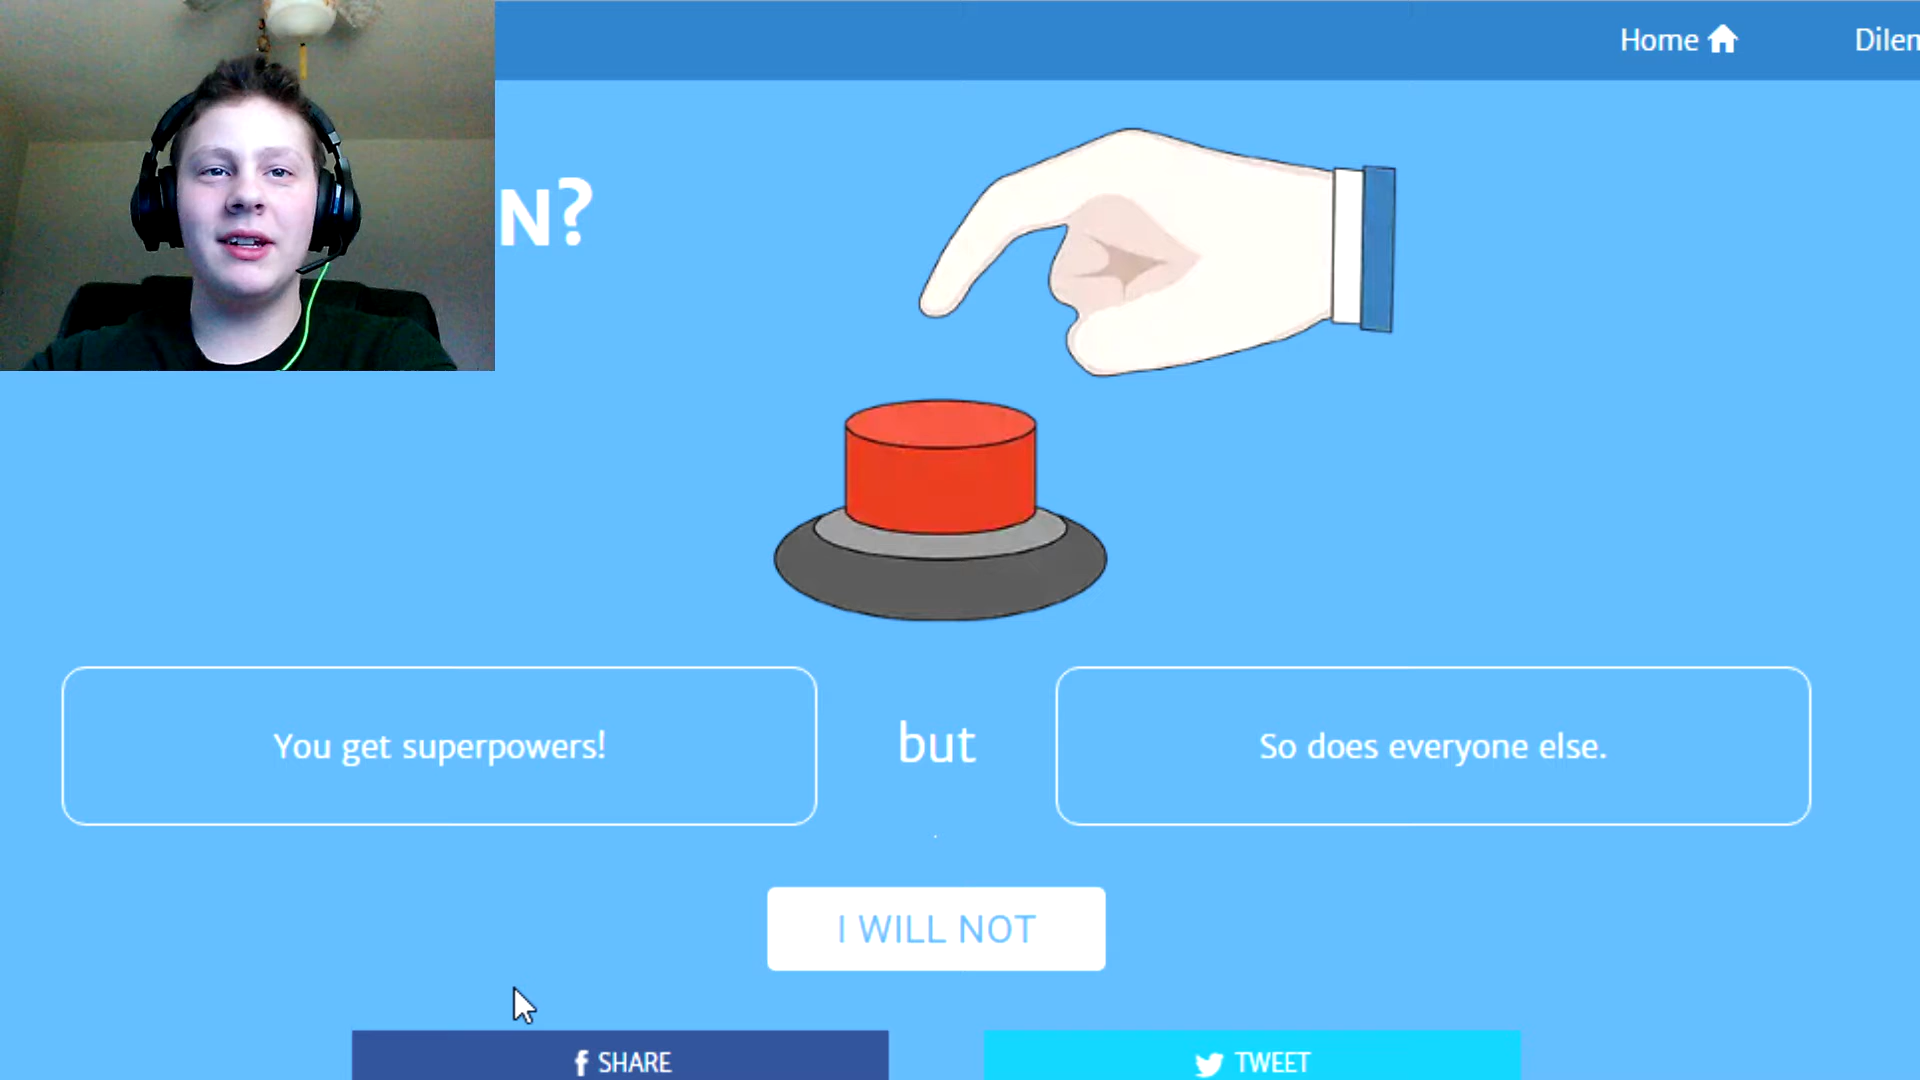 Home
Dilem
N?
You get superpowers!
but
So does everyone else.
I WILL NOT
f SHARE
TWEET